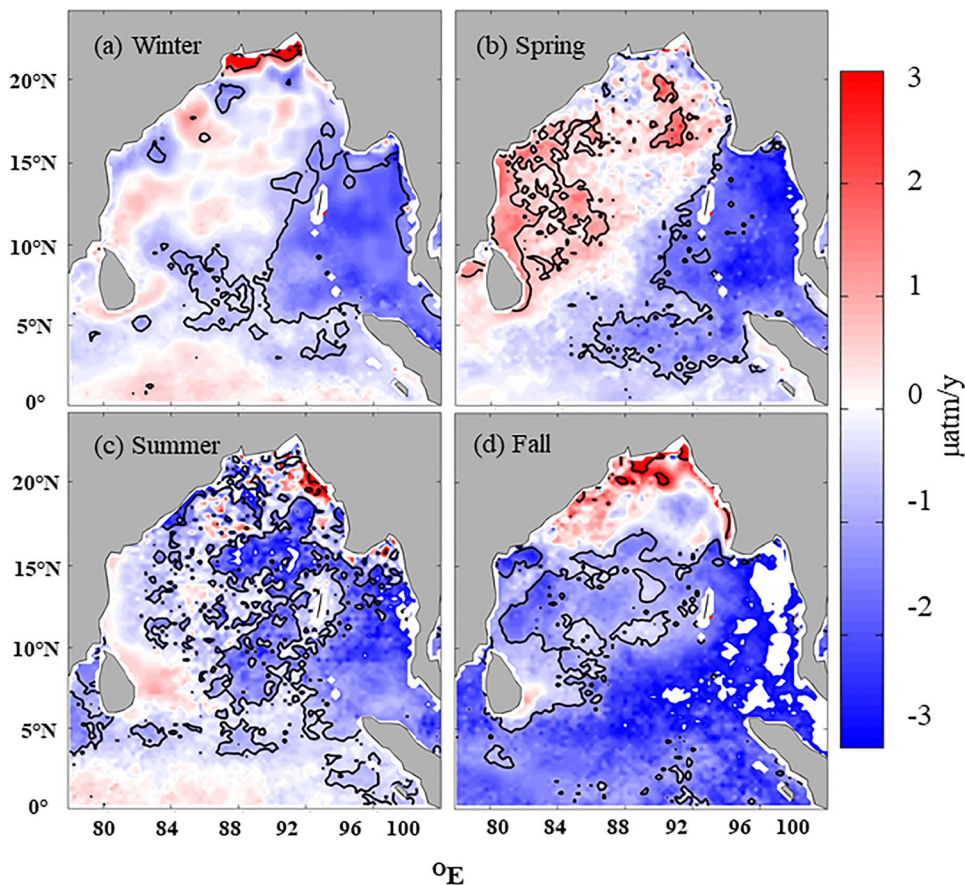 (a) Winter
(b) Spring
20°N
15°N
10°N
5°N
0°
3
2
1
0
-1
-2
-3
µatm/y
(c) Summer
(d) Fall
20°N
15°N
10°N
5°N
0°
80 84 88 92 96 100
80 84 88 92 96 100
ᴼE